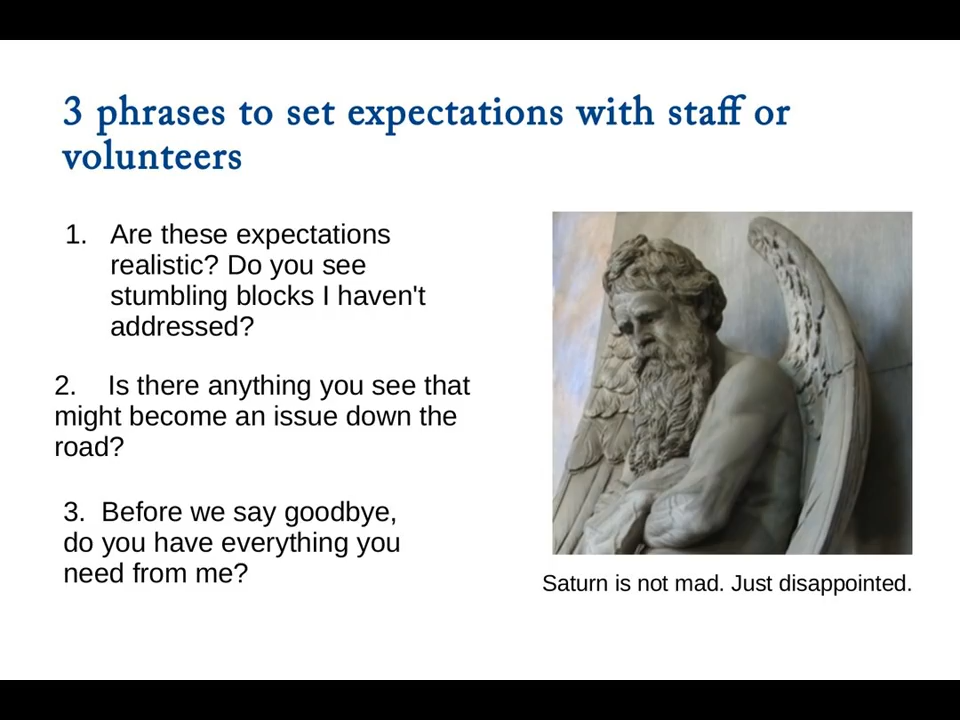 3 phrases to set expectations with staff or
volunteers
1. Are these expectations
realistic? Do you see
stumbling blocks I haven't
addressed?
2. Is there anything you see that
might become an issue down the
road?
3. Before we say goodbye,
do you have everything you
need from me?
Saturn is not mad. Just disappointed.